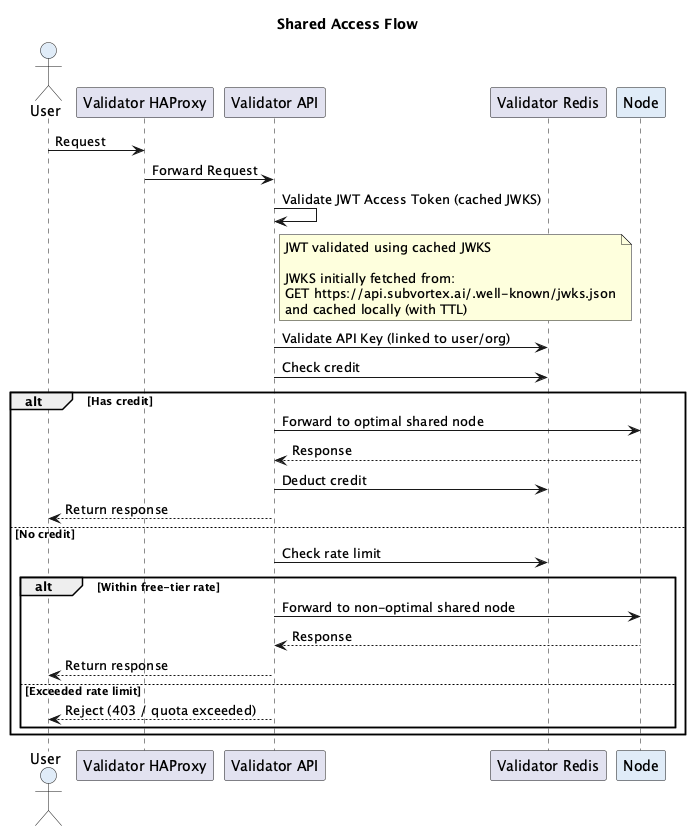 Shared Access Flow
User
Validator HAProxy
Validator API
Validator Redis
Node
Request
Forward Request
Validate JWT Access Token (cached JWKS)
JWT validated using cached JWKS
JWKS initially fetched from:
GET https://api.subvortex.ai/.well-known/jwks.json
and cached locally (with TTL)
Validate API Key (linked to user/org)
Check credit
alt
[Has credit]
Forward to optimal shared node
Response
Deduct credit
Return response
[No credit]
Check rate limit
alt
[Within free-tier rate]
Forward to non-optimal shared node
Response
Return response
[Exceeded rate limit]
Reject (403 / quota exceeded)
User
Validator HAProxy
Validator API
Validator Redis
Node